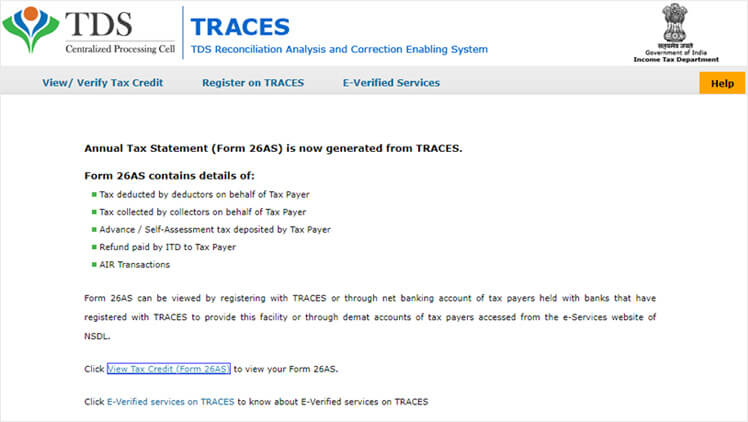 TDS
Centralized Processing Cell
TRACES
TDS Reconciliation Analysis and Correction Enabling System
सत्यमेव जयते
Government of India
Income Tax Department
View/ Verify Tax Credit
Register on TRACES
E-Verified Services
Help
Annual Tax Statement (Form 26AS) is now generated from TRACES.
Form 26AS contains details of:
Tax deducted by deductors on behalf of Tax Payer
Tax collected by collectors on behalf of Tax Payer
Advance / Self-Assessment tax deposited by Tax Payer
Refund paid by ITD to Tax Payer
AIR Transactions
Form 26AS can be viewed by registering with TRACES or through net banking account of tax payers held with banks that have
registered with TRACES to provide this facility or through demat accounts of tax payers accessed from the e-Services website of
NSDL.
Click View Tax Credit (Form 26AS) to view your Form 26AS.
Click E-Verified services on TRACES to know about E-Verified services on TRACES